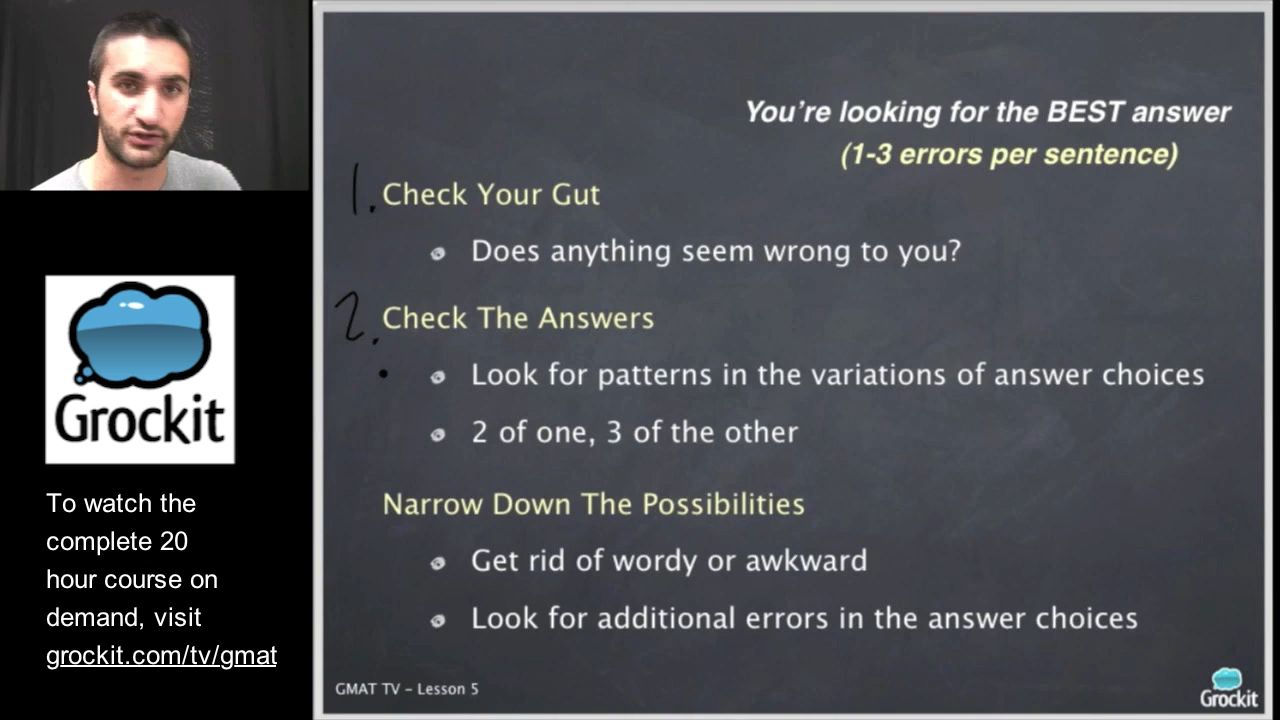 You're looking for the BEST answer
(1-3 errors per sentence)
1. Check Your Gut
Does anything seem wrong to you?
2. Check The Answers
Look for patterns in the variations of answer choices
2 of one, 3 of the other
Narrow Down The Possibilities
Get rid of wordy or awkward
Look for additional errors in the answer choices
GMAT TV – Lesson 5
Grockit
Grockit
To watch the
complete 20
hour course on
demand, visit
grockit.com/tv/gmat